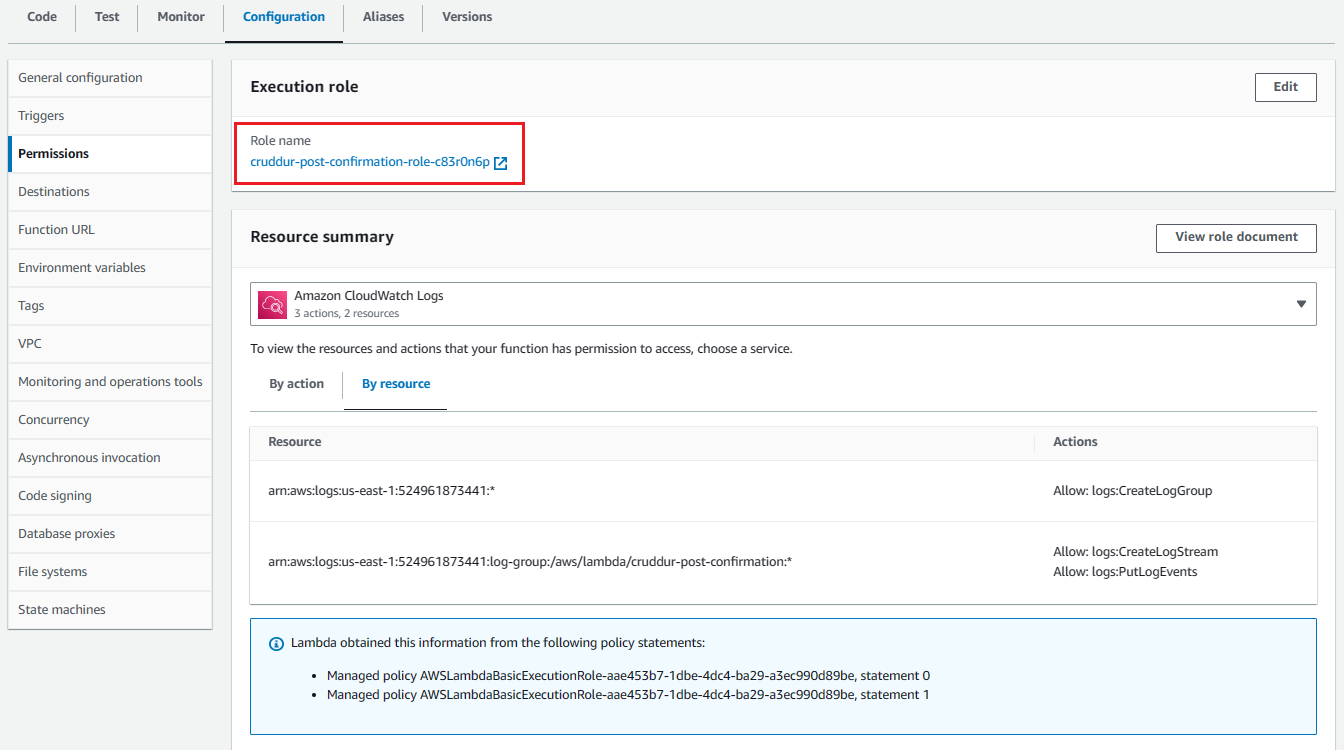 Code Test Monitor Configuration Aliases Versions
General configuration
Triggers
Permissions
Destinations
Function URL
Environment variables
Tags
VPC
Monitoring and operations tools
Concurrency
Asynchronous invocation
Code signing
Database proxies
File systems
State machines
Execution role
Edit
Role name
cruddur-post-confirmation-role-c83r0n6p
Resource summary
View role document
Amazon CloudWatch Logs
3 actions, 2 resources
To view the resources and actions that your function has permission to access, choose a service.
By action By resource
Resource Actions
arn:aws:logs:us-east-1:524961873441:* Allow: logs:CreateLogGroup
arn:aws:logs:us-east-1:524961873441:log-group:/aws/lambda/cruddur-post-confirmation:*
Allow: logs:CreateLogStream
Allow: logs:PutLogEvents
Lambda obtained this information from the following policy statements:
• Managed policy AWSLambdaBasicExecutionRole-aae453b7-1dbe-4dc4-ba29-a3ec990d89be, statement 0
• Managed policy AWSLambdaBasicExecutionRole-aae453b7-1dbe-4dc4-ba29-a3ec990d89be, statement 1